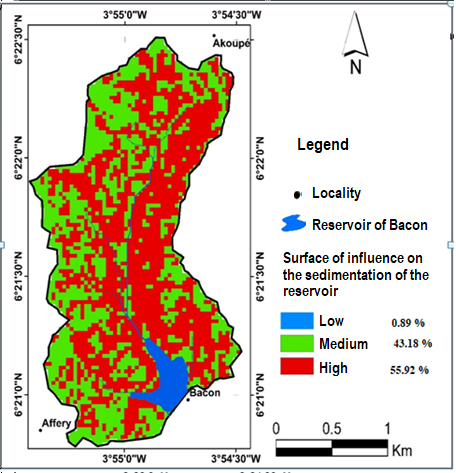 3°55'0"W 3°54'30"W
6°22'30"N
6°22'30"N
Akoupé
N
Legend
6°22'0"N
6°22'0"N
Locality
Reservoir of Bacon
Surface of influence on
the sedimentation of the
reservoir
6°21'30"N
6°21'30"N
Low 0.89 %
Medium 43.18 %
High 55.92 %
6°21'0"N
6°21'0"N
Bacon
Affery
0 0.5 1
Km
3°55'0"W 3°54'30"W